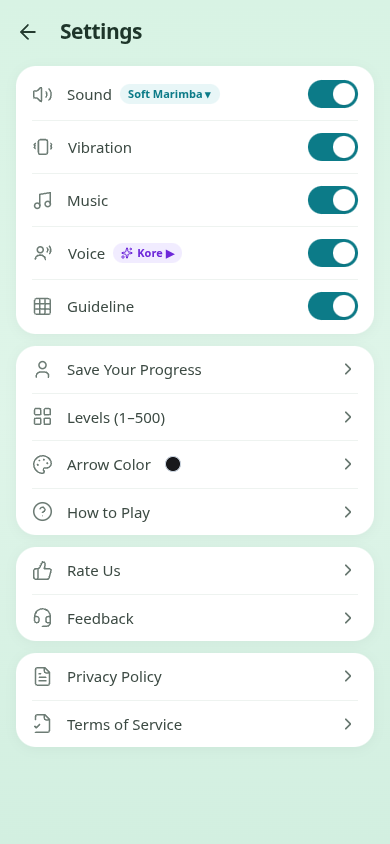 Settings
Sound Soft Marimba ▾
Vibration
Music
Voice Kore ▶
Guideline
Save Your Progress
Levels (1–500)
Arrow Color
How to Play
Rate Us
Feedback
Privacy Policy
Terms of Service